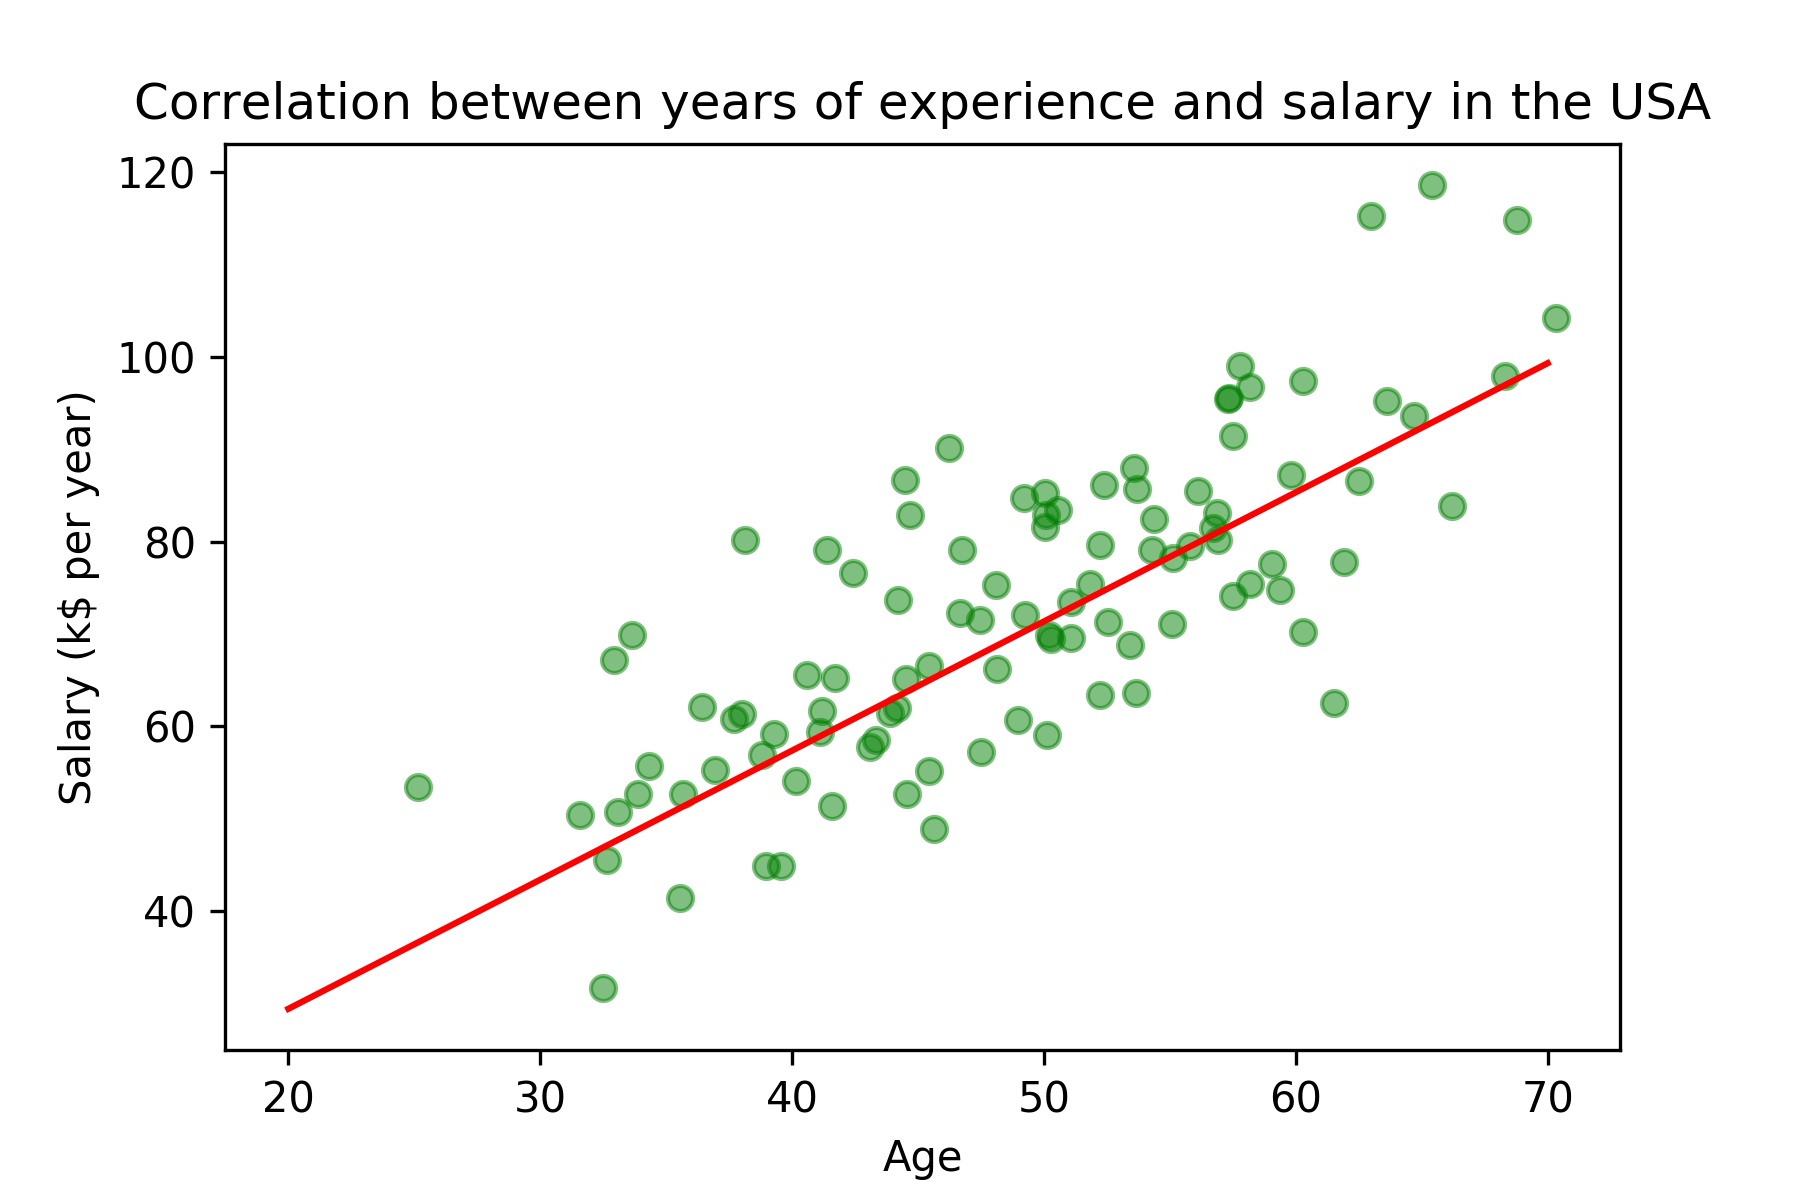 Correlation between years of experience and salary in the USA
120
100
80
60
40
Salary (k$ per year)
20 30 40 50 60 70
Age